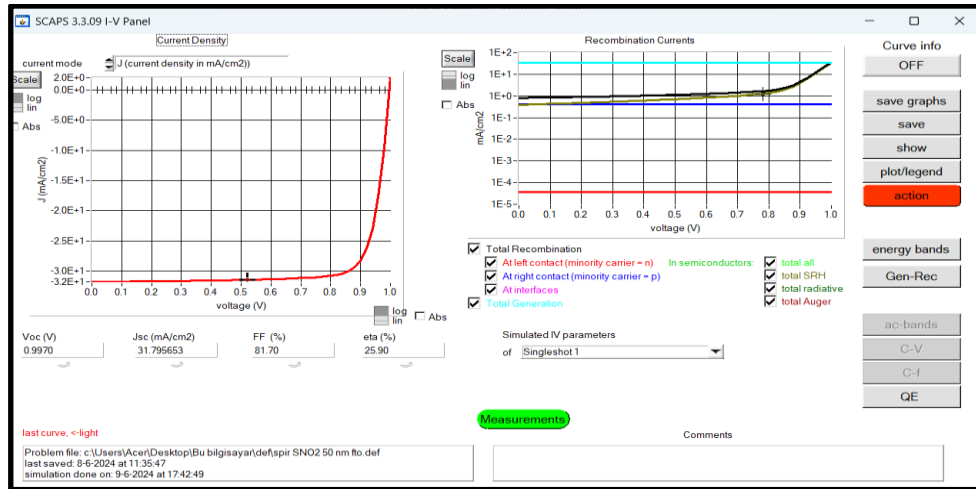 SCAPS 3.3.09 I-V Panel
Current Density
current mode
J (current density in mA/cm2))
Scale
log
lin
Abs
2.0E+0
0.0E+0
-5.0E+0
-1.0E+1
-1.5E+1
-2.0E+1
-2.5E+1
-3.0E+1
-3.2E+1
J (mA/cm2)
0.0 0.1 0.2 0.3 0.4 0.5 0.6 0.7 0.8 0.9 1.0
voltage (V)
log
lin
Abs
Voc (V) Jsc (mA/cm2) FF (%) eta (%)
0.9970 31.795653 81.70 25.90
Recombination Currents
Scale
log
lin
Abs
1E+2
1E+1
1E+0
1E-1
1E-2
1E-3
1E-4
1E-5
mA/cm2
0.0 0.1 0.2 0.3 0.4 0.5 0.6 0.7 0.8 0.9 1.0
voltage (V)
Total Recombination
At left contact (minority carrier = n) In semiconductors: total all
At right contact (minority carrier = p) total SRH
At interfaces total radiative
Total Generation total Auger
Simulated IV parameters
of Singleshot 1
Curve info
OFF
save graphs
save
show
plot/legend
action
energy bands
Gen-Rec
ac-bands
C-V
C-f
QE
Measurements
last curve, <-light
Comments
Problem file: c:\Users\Acer\Desktop\Bu bilgisayar\def\spir SNO2 50 nm fto.def
last saved: 8-6-2024 at 11:35:47
simulation done on: 9-6-2024 at 17:42:49